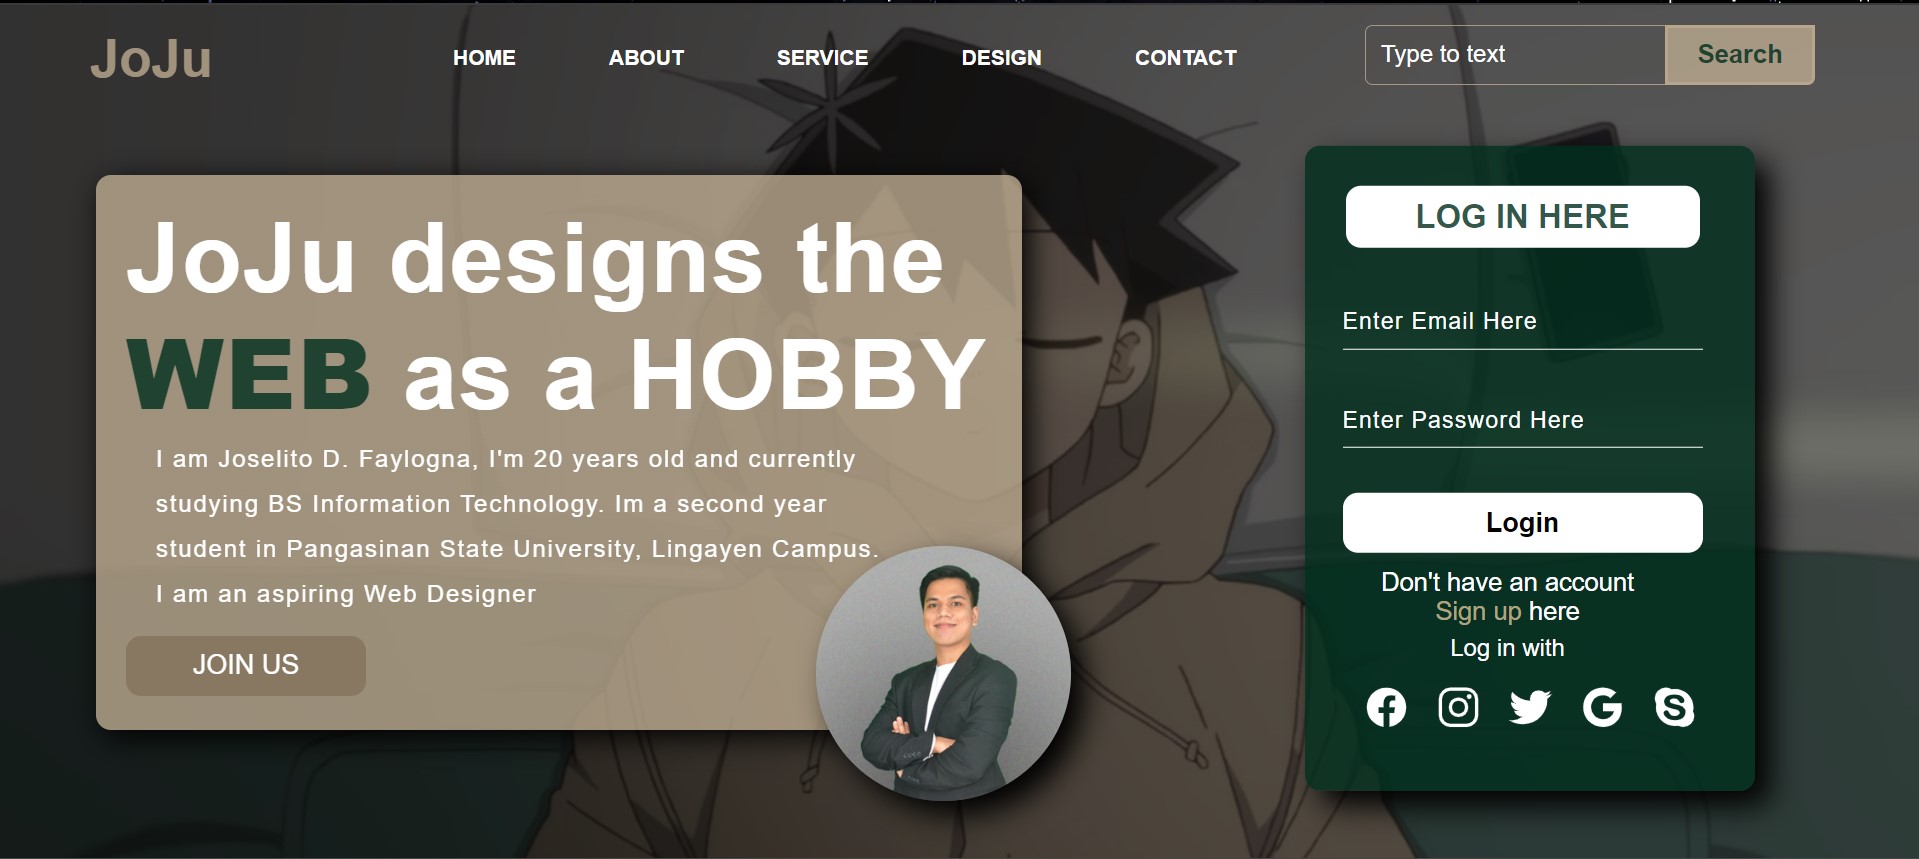 JoJu
HOME
ABOUT
SERVICE
DESIGN
CONTACT
Type to text
Search
JoJu designs the
WEB as a HOBBY
I am Joselito D. Faylogna, I'm 20 years old and currently
studying BS Information Technology. Im a second year
student in Pangasinan State University, Lingayen Campus.
I am an aspiring Web Designer
JOIN US
LOG IN HERE
Enter Email Here
Enter Password Here
Login
Don't have an account
Sign up here
Log in with